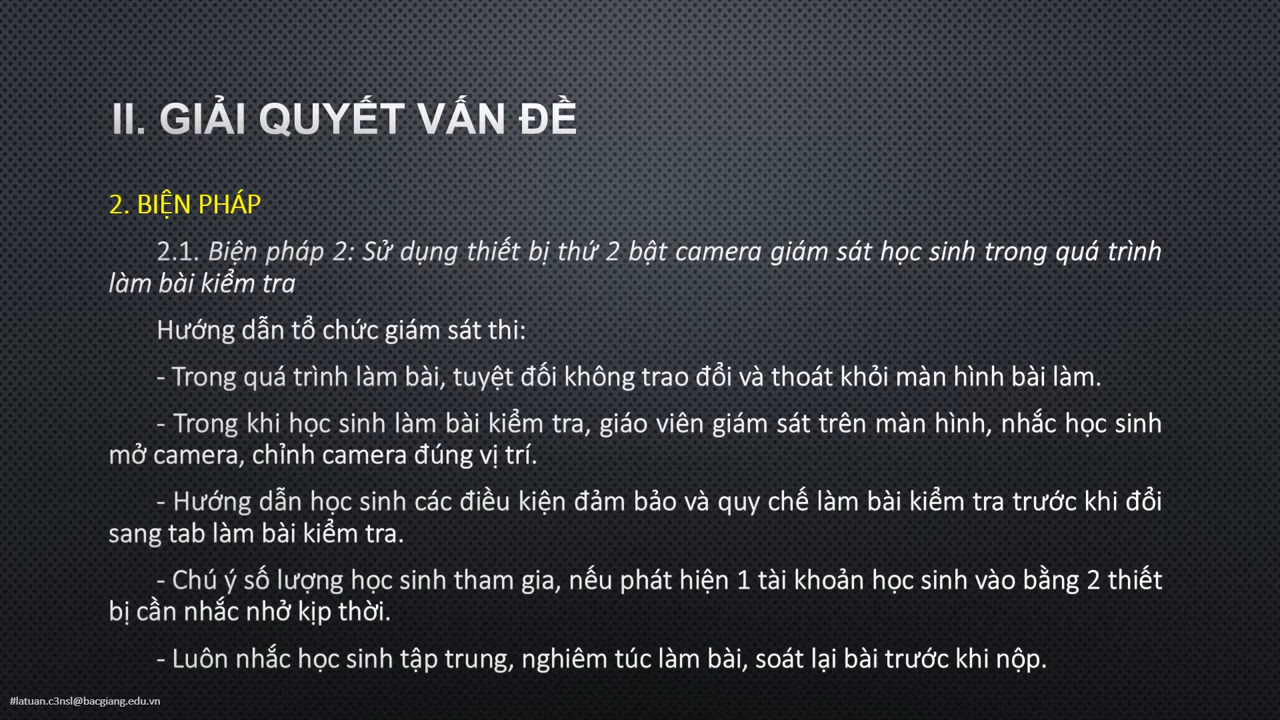 II. GIẢI QUYẾT VẤN ĐỀ
2. BIỆN PHÁP
2.1. Biện pháp 2: Sử dụng thiết bị thứ 2 bật camera giám sát học sinh trong quá trình
làm bài kiểm tra
Hướng dẫn tổ chức giám sát thi:
- Trong quá trình làm bài, tuyệt đối không trao đổi và thoát khỏi màn hình bài làm.
- Trong khi học sinh làm bài kiểm tra, giáo viên giám sát trên màn hình, nhắc học sinh
mở camera, chỉnh camera đúng vị trí.
- Hướng dẫn học sinh các điều kiện đảm bảo và quy chế làm bài kiểm tra trước khi đổi
sang tab làm bài kiểm tra.
- Chú ý số lượng học sinh tham gia, nếu phát hiện 1 tài khoản học sinh vào bằng 2 thiết
bị cần nhắc nhở kịp thời.
- Luôn nhắc học sinh tập trung, nghiêm túc làm bài, soát lại bài trước khi nộp.
#latuan.c3nsl@bacgiang.edu.vn